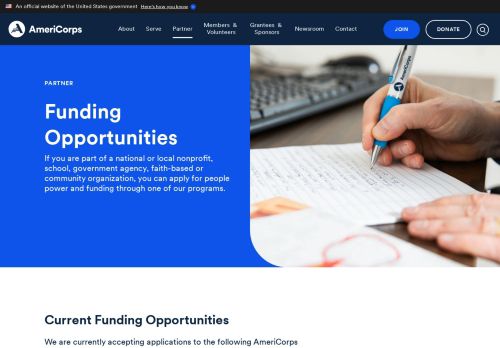 An official website of the United States government Here's how you know
AmeriCorps
About Serve Partner Members & Volunteers Grantees & Sponsors Newsroom Contact JOIN DONATE
PARTNER
Funding
Opportunities
If you are part of a national or local nonprofit,
school, government agency, faith-based or
community organization, you can apply for people
power and funding through one of our programs.
AmeriCorps
Current Funding Opportunities
We are currently accepting applications to the following AmeriCorps